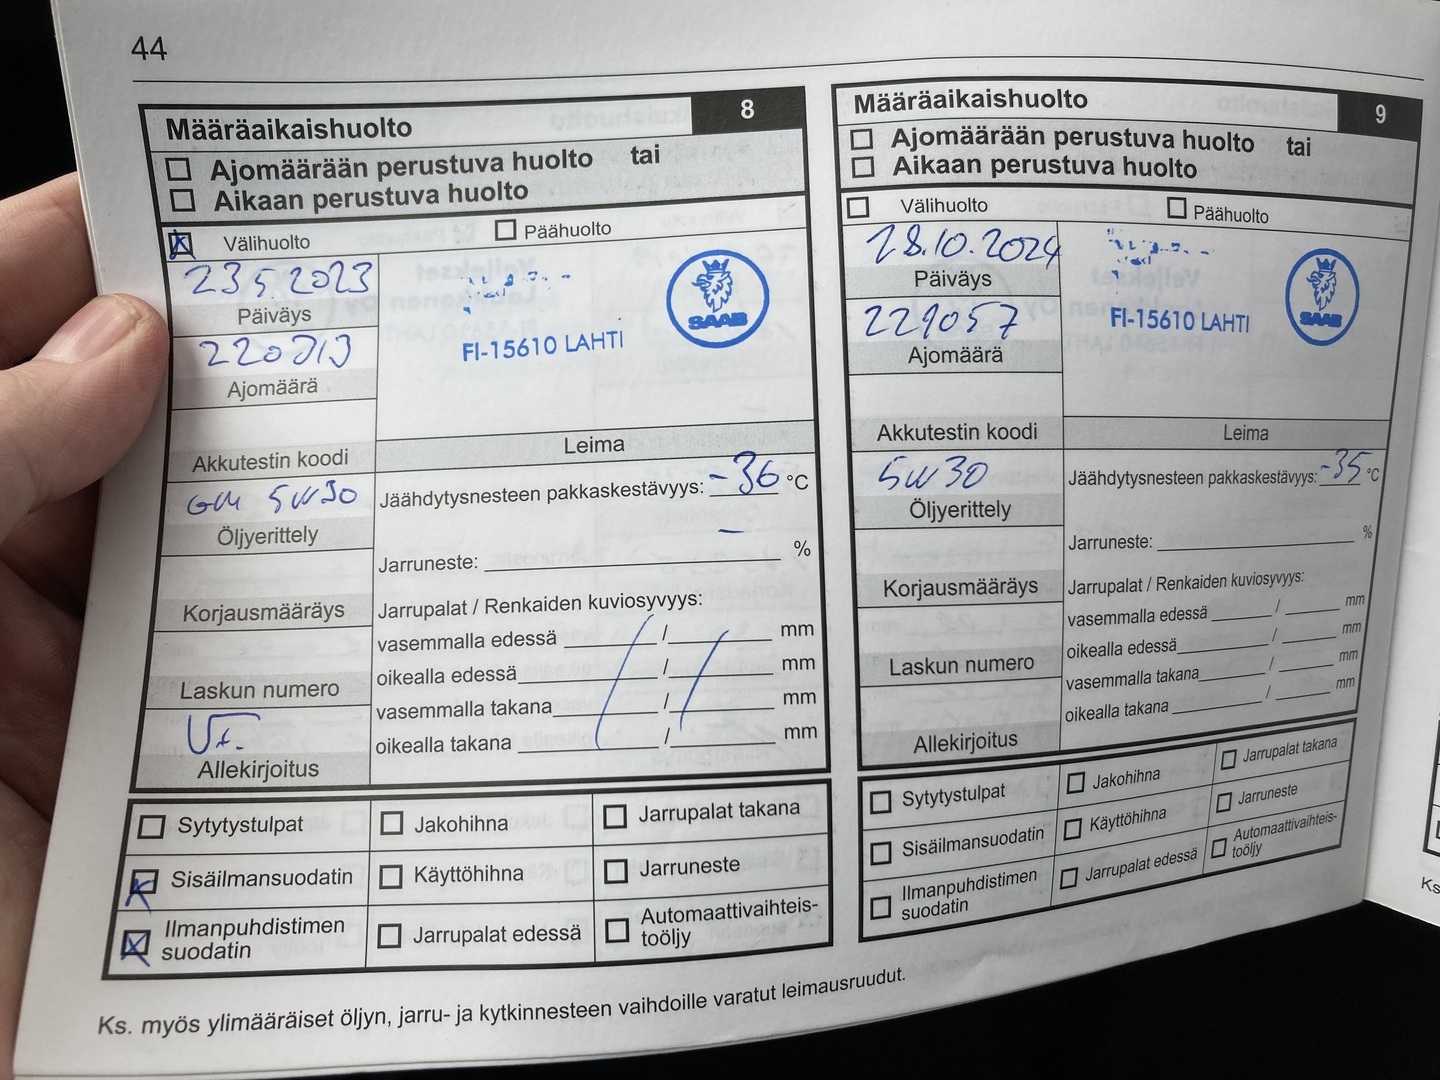 44
Määräaikaishuolto
8
Ajomäärään perustuva huolto tai
Aikaan perustuva huolto
Välihuolto
Päähuolto
23.5.2023
Päiväys
Ajomäärä
SAAB
FI-15610 LAHTI
Akkutestin koodi
Leima
GM 5W30
Öljyerittely
Jäähdytysnesteen pakkaskestävyys: -36 °C
Jarruneste: – %
Korjausmääräys
Jarrupalat / Renkaiden kuviosyvyys:
vasemmalla edessä / mm
oikealla edessä / mm
Laskun numero
vasemmalla takana / mm
oikealla takana / mm
Allekirjoitus
Sytytystulpat
Jakohihna
Jarrupalat takana
Sisäilmansuodatin
Käyttöhihna
Jarruneste
Ilmanpuhdistimen
suodatin
Jarrupalat edessä
Automaattivaihteis-
toöljy
Määräaikaishuolto
9
Ajomäärään perustuva huolto tai
Aikaan perustuva huolto
Välihuolto
Päähuolto
28.10.2024
Päiväys
221057
Ajomäärä
SAAB
FI-15610 LAHTI
Akkutestin koodi
Leima
5W30
Öljyerittely
Jäähdytysnesteen pakkaskestävyys: -35 °C
Jarruneste: %
Korjausmääräys
Jarrupalat / Renkaiden kuviosyvyys:
vasemmalla edessä / mm
oikealla edessä / mm
Laskun numero
vasemmalla takana / mm
oikealla takana / mm
Allekirjoitus
Sytytystulpat
Jakohihna
Jarrupalat takana
Sisäilmansuodatin
Käyttöhihna
Jarruneste
Ilmanpuhdistimen
suodatin
Jarrupalat edessä
Automaattivaihteis-
toöljy
Ks. myös ylimääräiset öljyn, jarru- ja kytkinnesteen vaihdoille varatut leimausruudut.
Ks